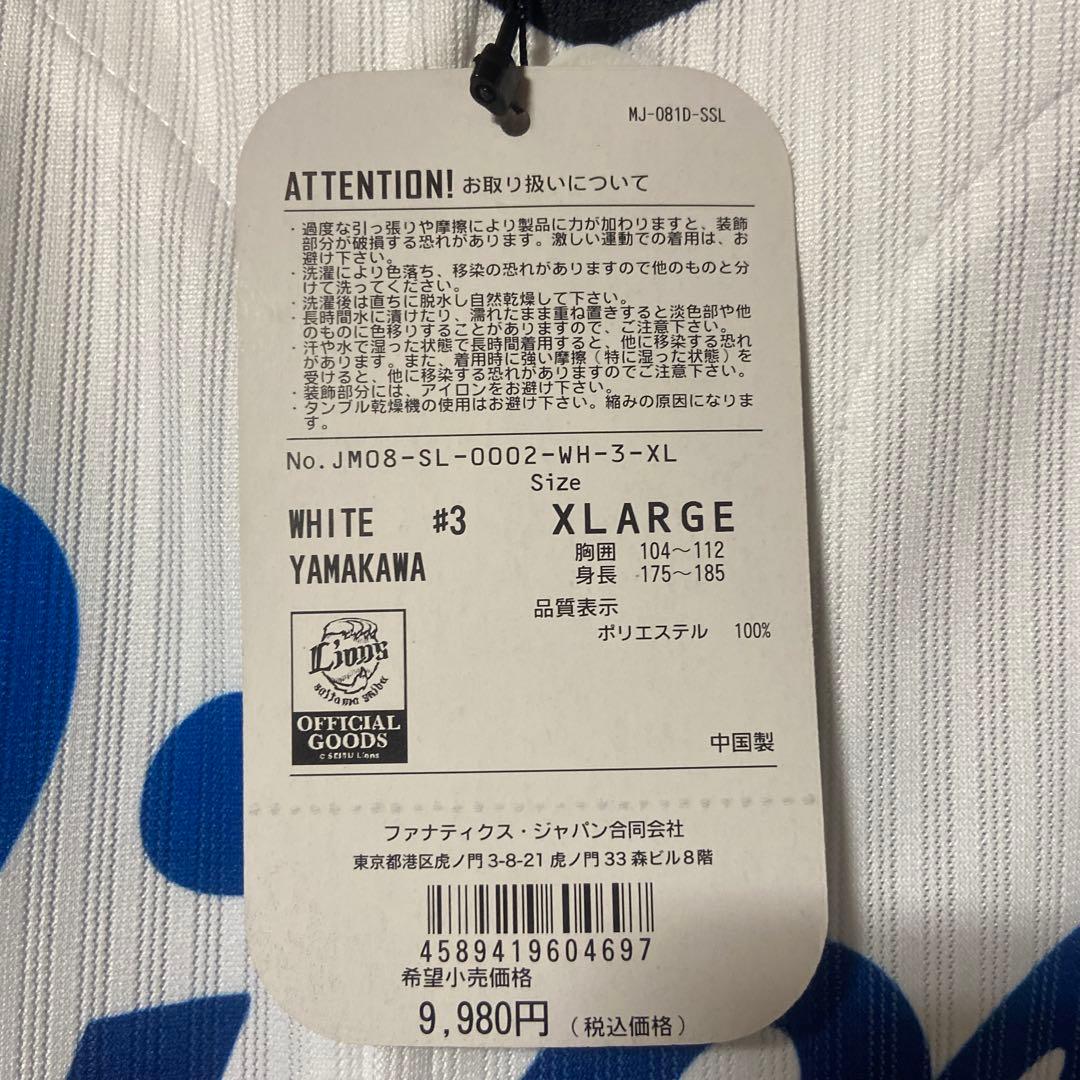 MJ-081D-SSL
ATTENTION! お取り扱いについて
・過度な引っ張りや摩擦により製品に力が加わりますと、装飾
部分が破損する恐れがあります。激しい運動での着用は、お
避け下さい。
・洗濯により色落ち、移染の恐れがありますので他のものと分
けて洗ってください。
・洗濯後は直ちに脱水し自然乾燥して下さい。
・長時間水に漬けたり、濡れたまま重ね置きすると淡色部や他
のものに色移りすることがありますので、ご注意下さい。
・汗や水で湿った状態で長時間着用すると、他に移染する恐れ
があります。また、着用時に強い摩擦(特に湿った状態)を
受けると、他に移染する恐れがありますのでご注意下さい。
・装飾部分には、アイロンをお避け下さい。
・タンブル乾燥機の使用はお避け下さい。縮みの原因になりま
す。
No.JM08-SL-0002-WH-3-XL
Size
WHITE #3 XLARGE
胸囲 104～112
YAMAKAWA
身長 175～185
品質表示
ポリエステル 100%
Lions
saitama seibu
OFFICIAL
GOODS
© SEIBU Lions
中国製
ファナティクス・ジャパン合同会社
東京都港区虎ノ門3-8-21 虎ノ門33森ビル8階
4589419604697
希望小売価格
9,980円 (税込価格)